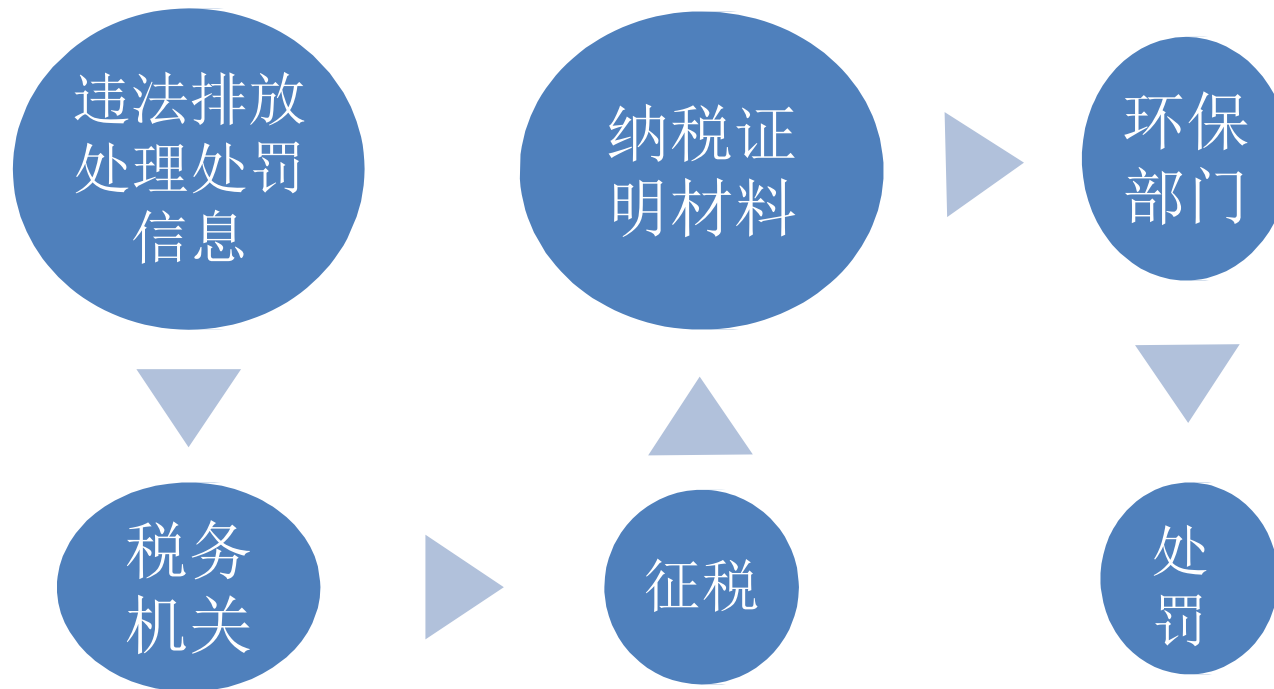 违法排放
处理处罚
信息
税务
机关
征税
纳税证
明材料
环保
部门
处
罚